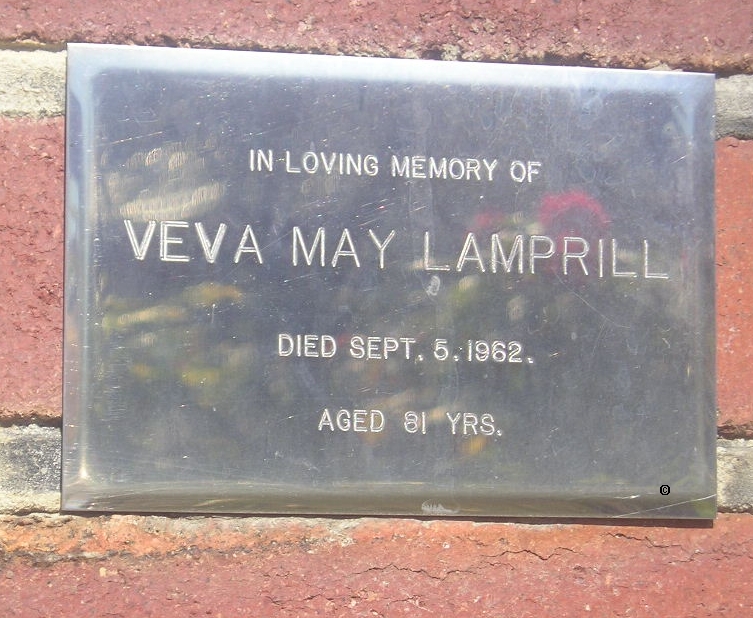 IN LOVING MEMORY OF
VEVA MAY LAMPRILL
DIED SEPT. 5. 1962.
AGED 81 YRS.
©